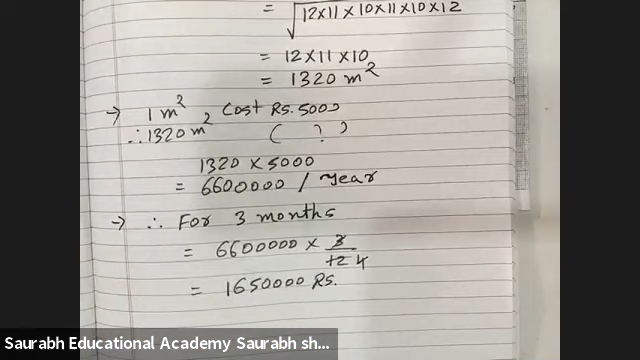 = √12×11×10×11×10×12
= 12×11×10
= 1320 m²
→ 1 m² Cost Rs. 5000
∴ 1320 m² ( ? )
1320 × 5000
= 6600000 / Year
→ ∴ For 3 months
= 6600000 × 3/12 4
= 1650000 RS.
Saurabh Educational Academy Saurabh sh...